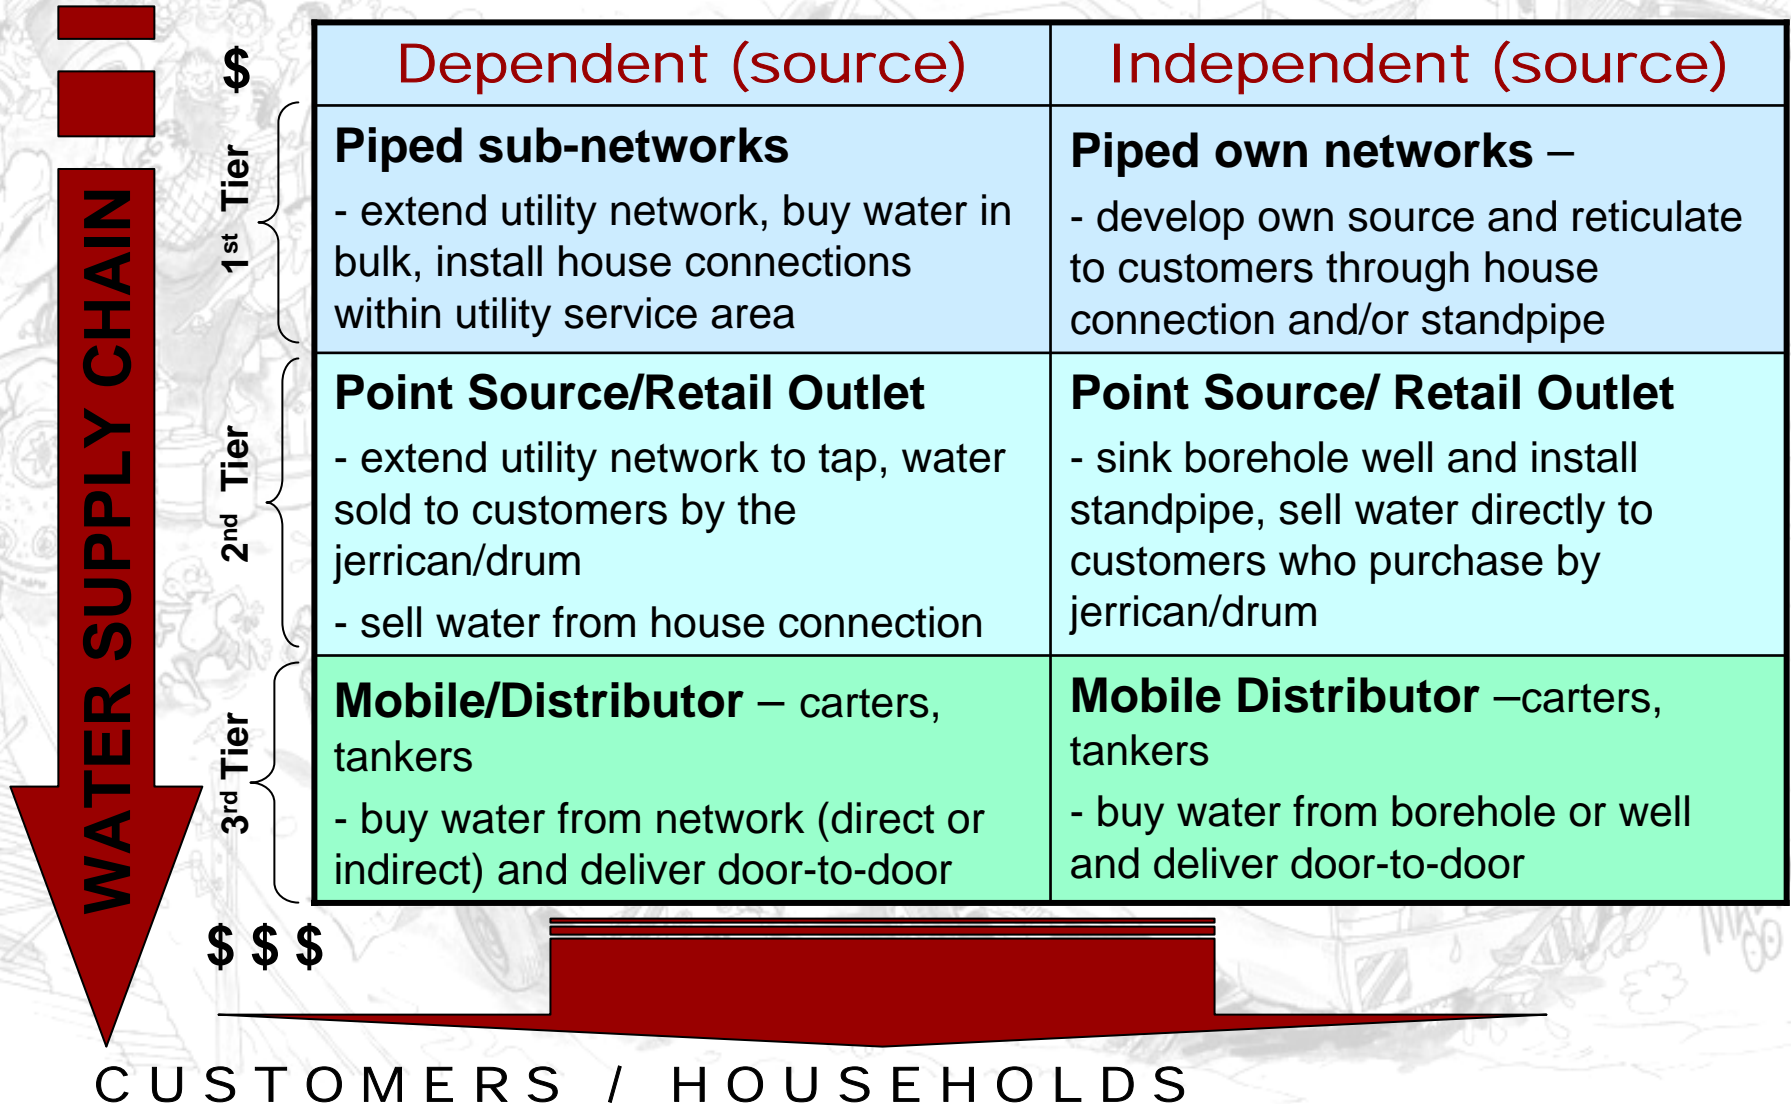 WATER SUPPLY CHAIN
$
Dependent (source)
Independent (source)
1st Tier
Piped sub-networks
- extend utility network, buy water in
bulk, install house connections
within utility service area
Piped own networks –
- develop own source and reticulate
to customers through house
connection and/or standpipe
2nd Tier
Point Source/Retail Outlet
- extend utility network to tap, water
sold to customers by the
jerrican/drum
- sell water from house connection
Point Source/ Retail Outlet
- sink borehole well and install
standpipe, sell water directly to
customers who purchase by
jerrican/drum
3rd Tier
Mobile/Distributor – carters,
tankers
- buy water from network (direct or
indirect) and deliver door-to-door
Mobile Distributor –carters,
tankers
- buy water from borehole or well
and deliver door-to-door
$ $ $
CUSTOMERS / HOUSEHOLDS